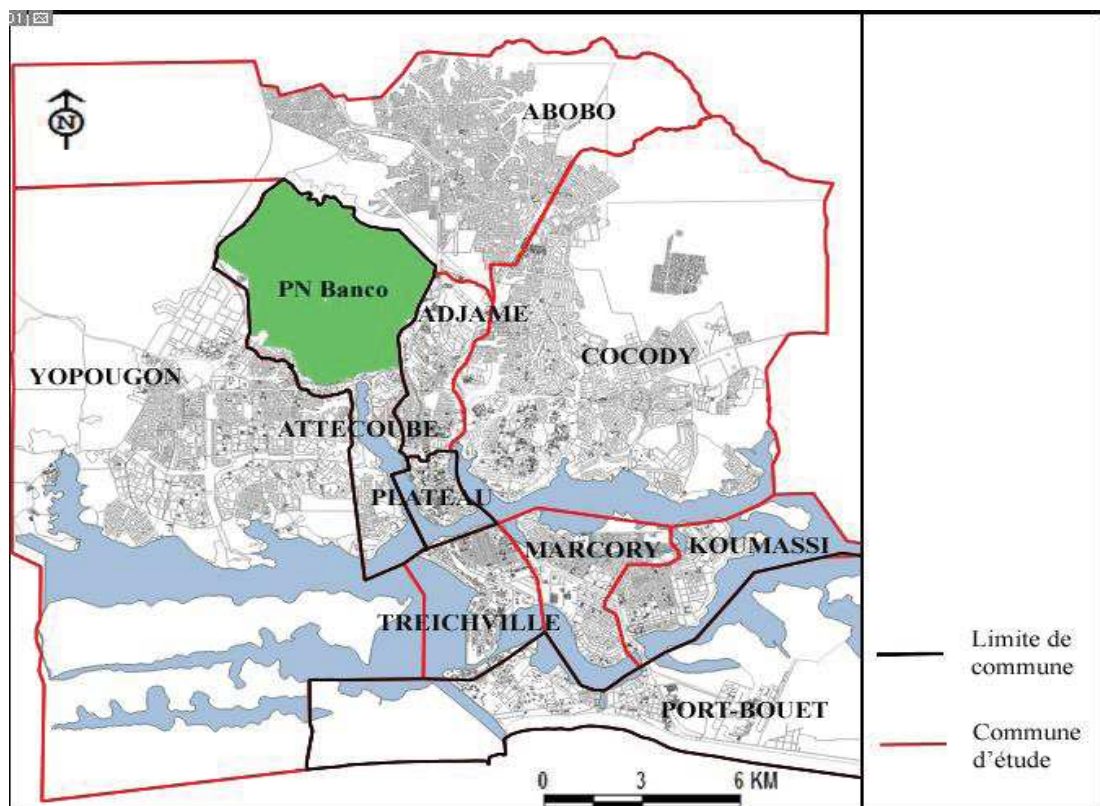 01
N
ABOBO
PN Banco
ADJAME
COCODY
YOPOUGON
ATTECOUBE
PLATEAU
MARCORY
KOUMASSI
TREICHVILLE
PORT-BOUET
0 3 6 KM
Limite de
commune
Commune
d'étude